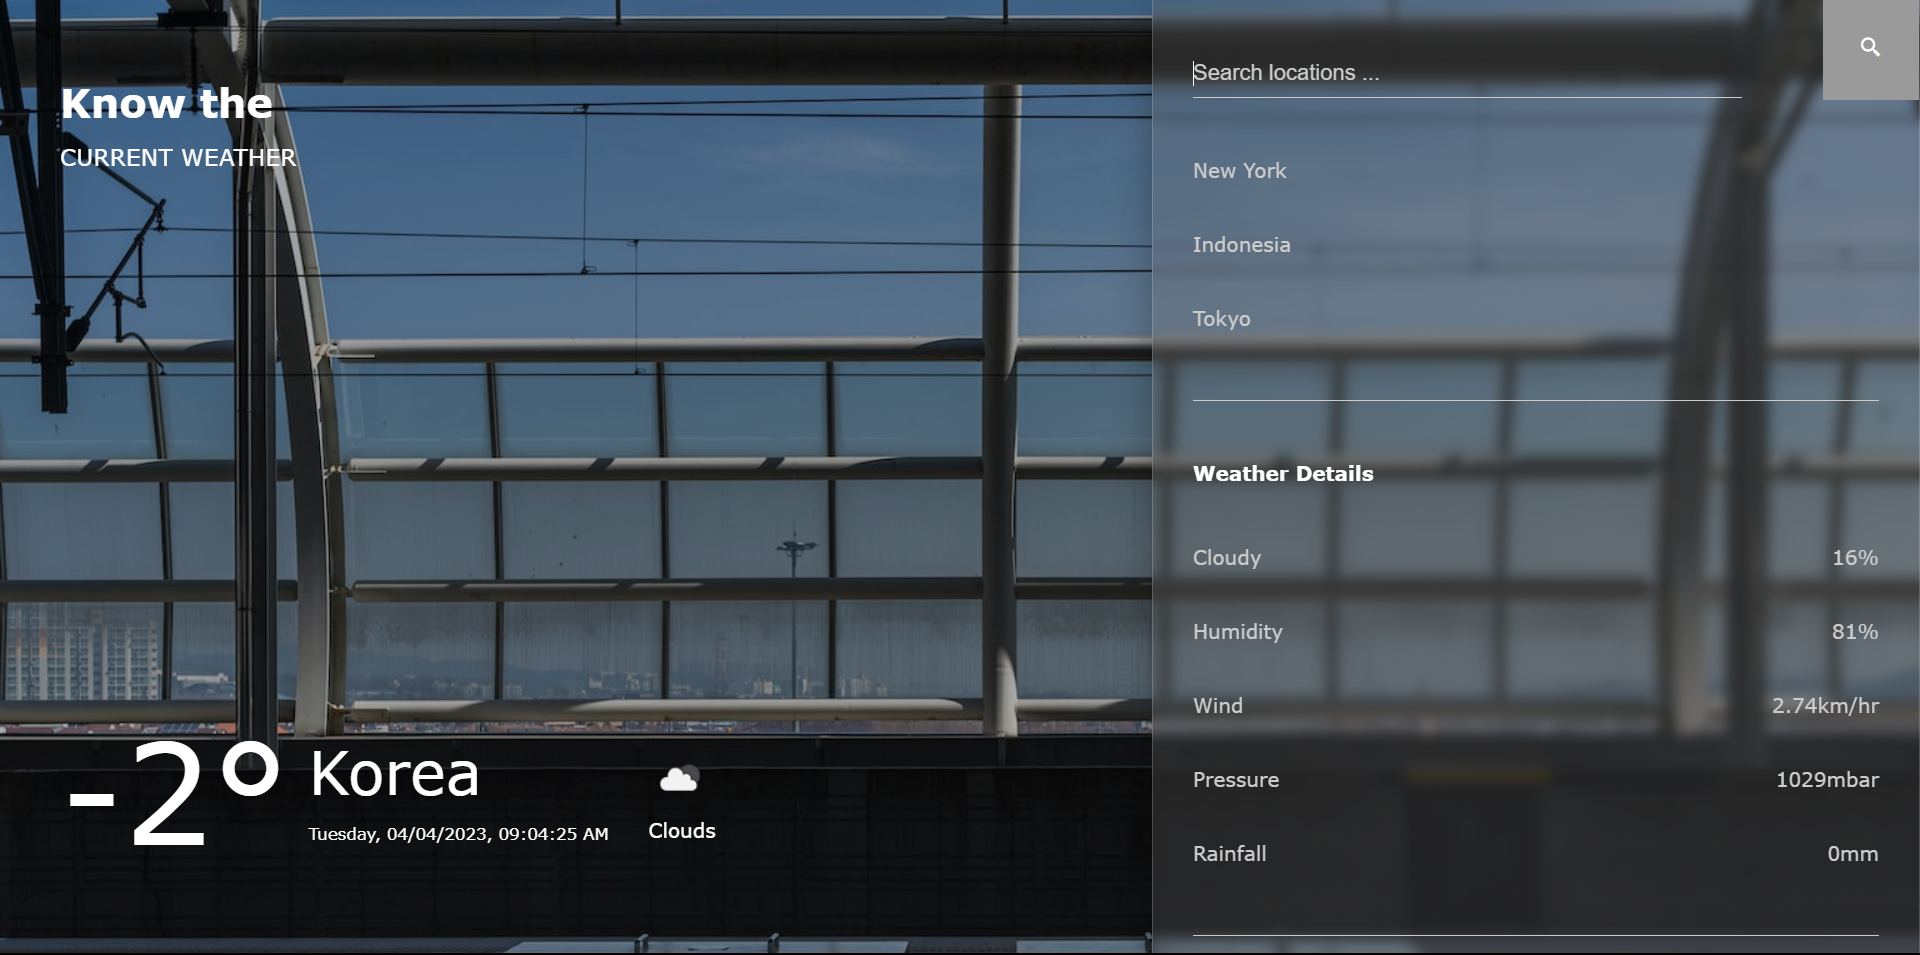 Know the
CURRENT WEATHER
-2°
Korea
Tuesday, 04/04/2023, 09:04:25 AM
Clouds
Search locations ...
New York
Indonesia
Tokyo
Weather Details
Cloudy 16%
Humidity 81%
Wind 2.74km/hr
Pressure 1029mbar
Rainfall 0mm